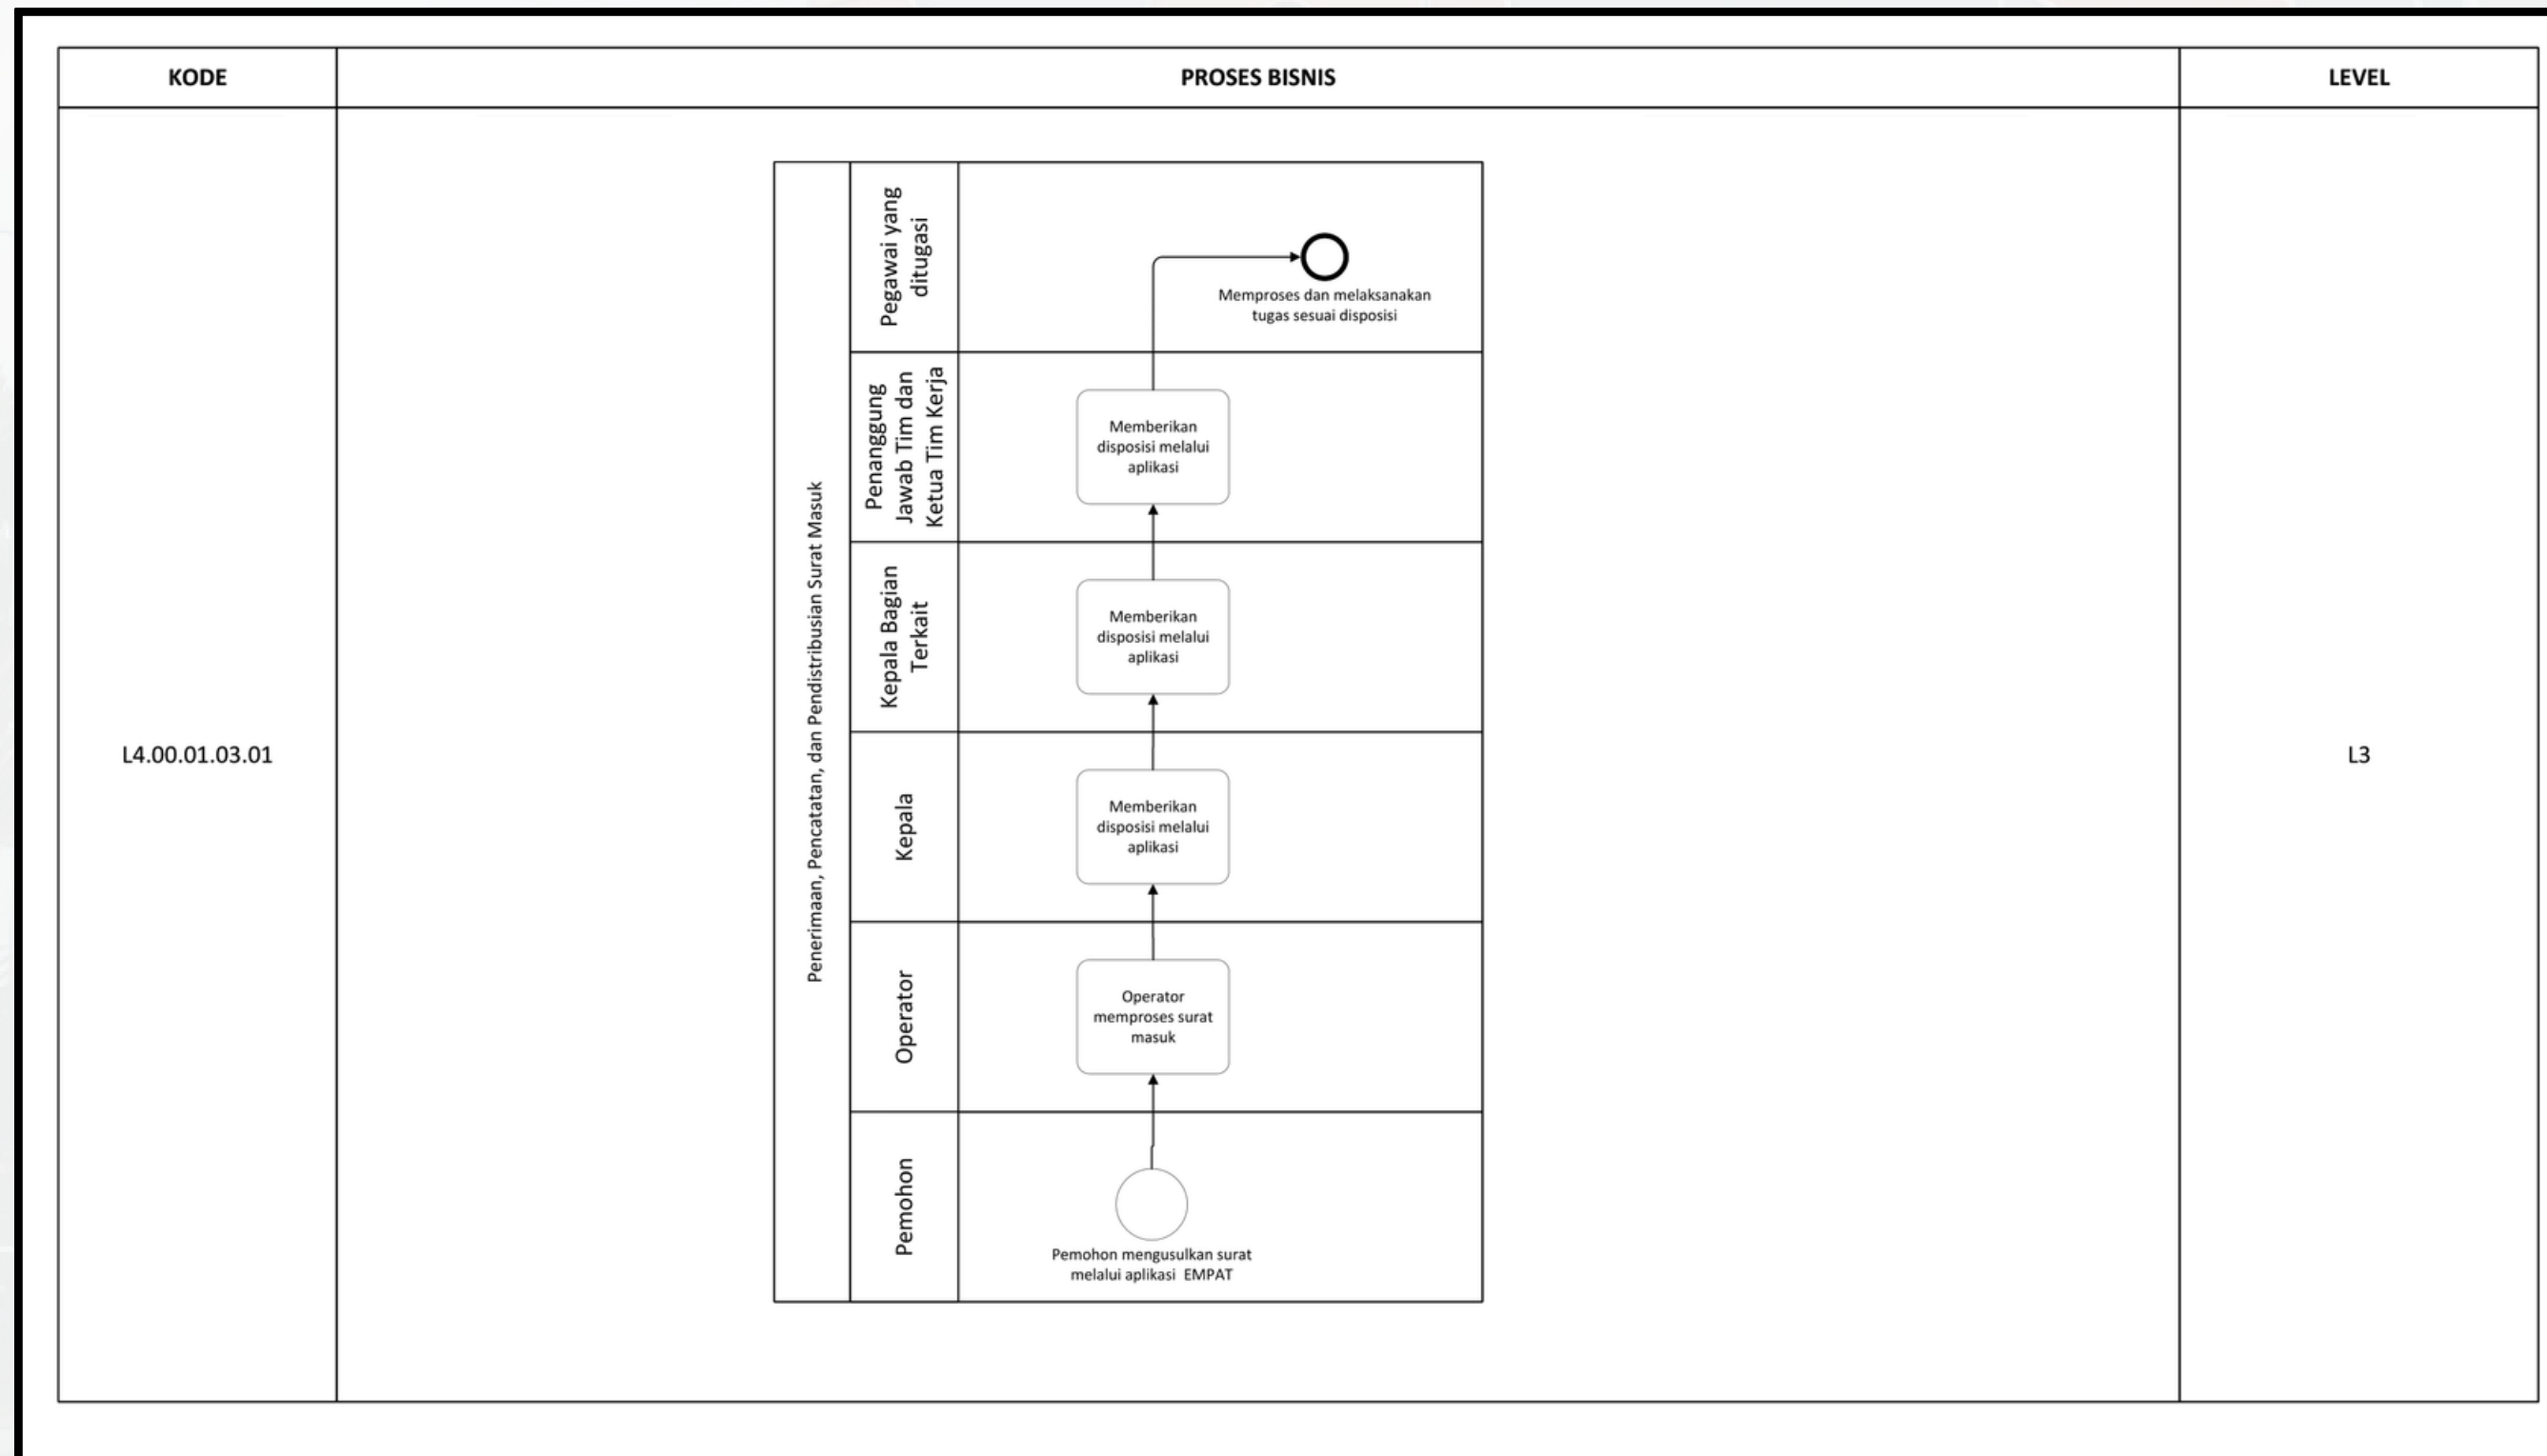 KODE
PROSES BISNIS
LEVEL
L4.00.01.03.01
Penerimaan, Pencatatan, dan Pendistribusian Surat Masuk
Pegawai yang
ditugasi
Memproses dan melaksanakan
tugas sesuai disposisi
Penanggung
Jawab Tim dan
Ketua Tim Kerja
Memberikan
disposisi melalui
aplikasi
Kepala Bagian
Terkait
Memberikan
disposisi melalui
aplikasi
Kepala
Memberikan
disposisi melalui
aplikasi
Operator
Operator
memproses surat
masuk
Pemohon
Pemohon mengusulkan surat
melalui aplikasi EMPAT
L3